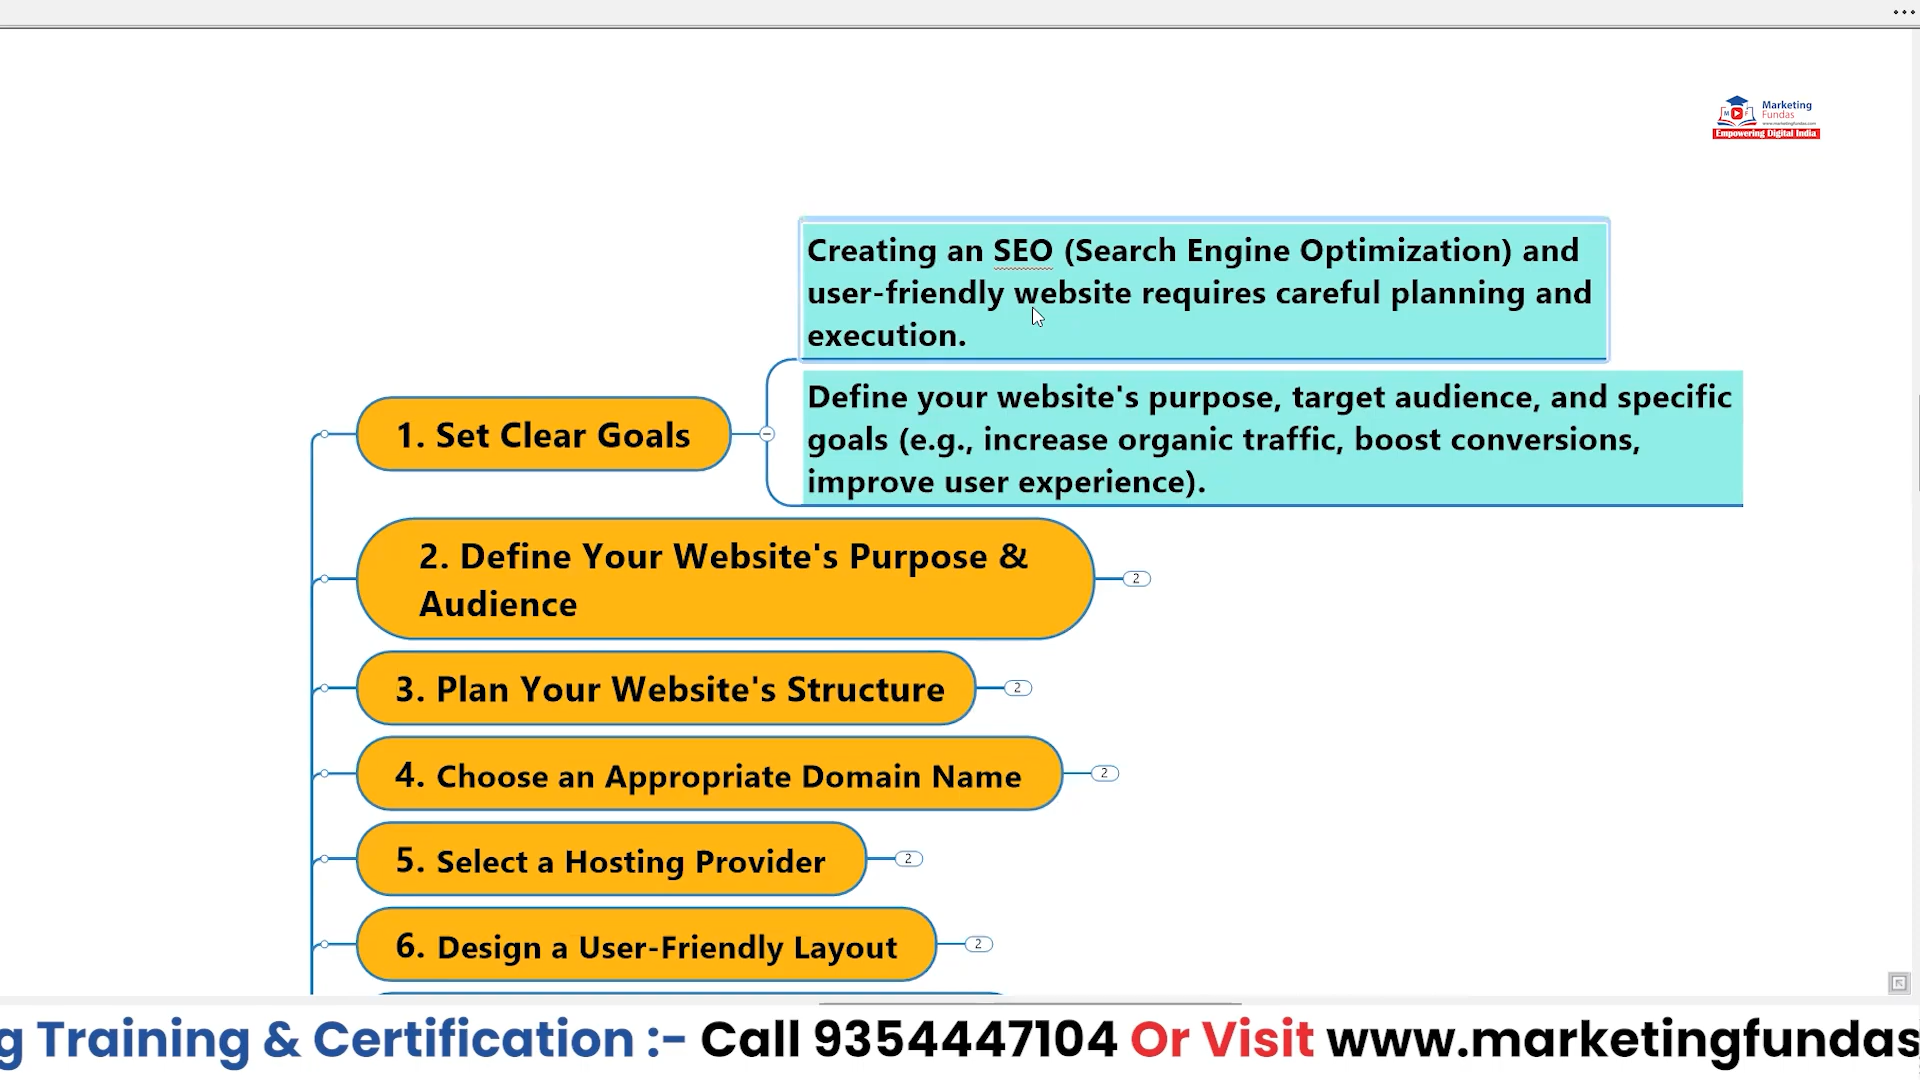 Marketing
Fundas
www.marketingfundas.com
Empowering Digital India
Creating an SEO (Search Engine Optimization) and
user-friendly website requires careful planning and
execution.
Define your website's purpose, target audience, and specific
goals (e.g., increase organic traffic, boost conversions,
improve user experience).
1. Set Clear Goals
2. Define Your Website's Purpose &
Audience
2
3. Plan Your Website's Structure
2
4. Choose an Appropriate Domain Name
2
5. Select a Hosting Provider
2
6. Design a User-Friendly Layout
2
g Training & Certification :- Call 9354447104 Or Visit www.marketingfundas